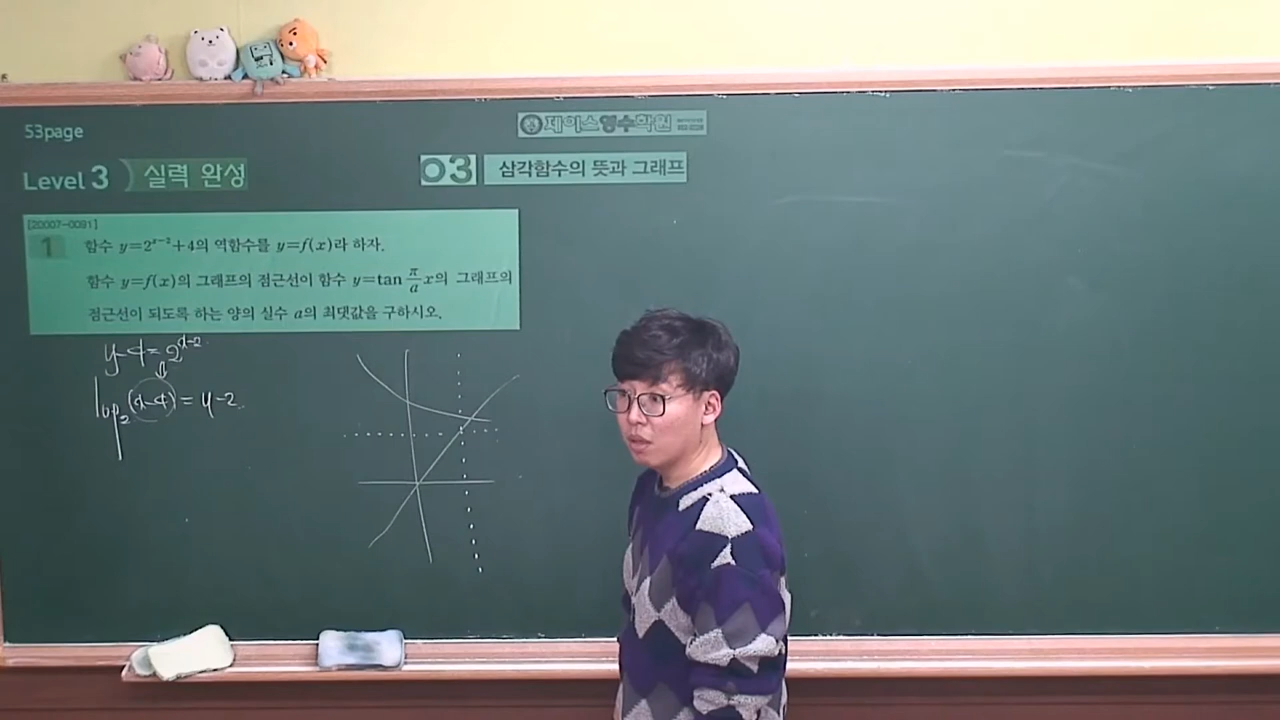 53page
제이스영수학원
Level 3 실력 완성
03 삼각함수의 뜻과 그래프
[20007-0081]
1 함수 y=2^{x-2}+4의 역함수를 y=f(x)라 하자.
함수 y=f(x)의 그래프의 점근선이 함수 y=tan π/a x의 그래프의
점근선이 되도록 하는 양의 실수 a의 최댓값을 구하시오.
y-4=2^{x-2}
log₂(x-4)=y-2